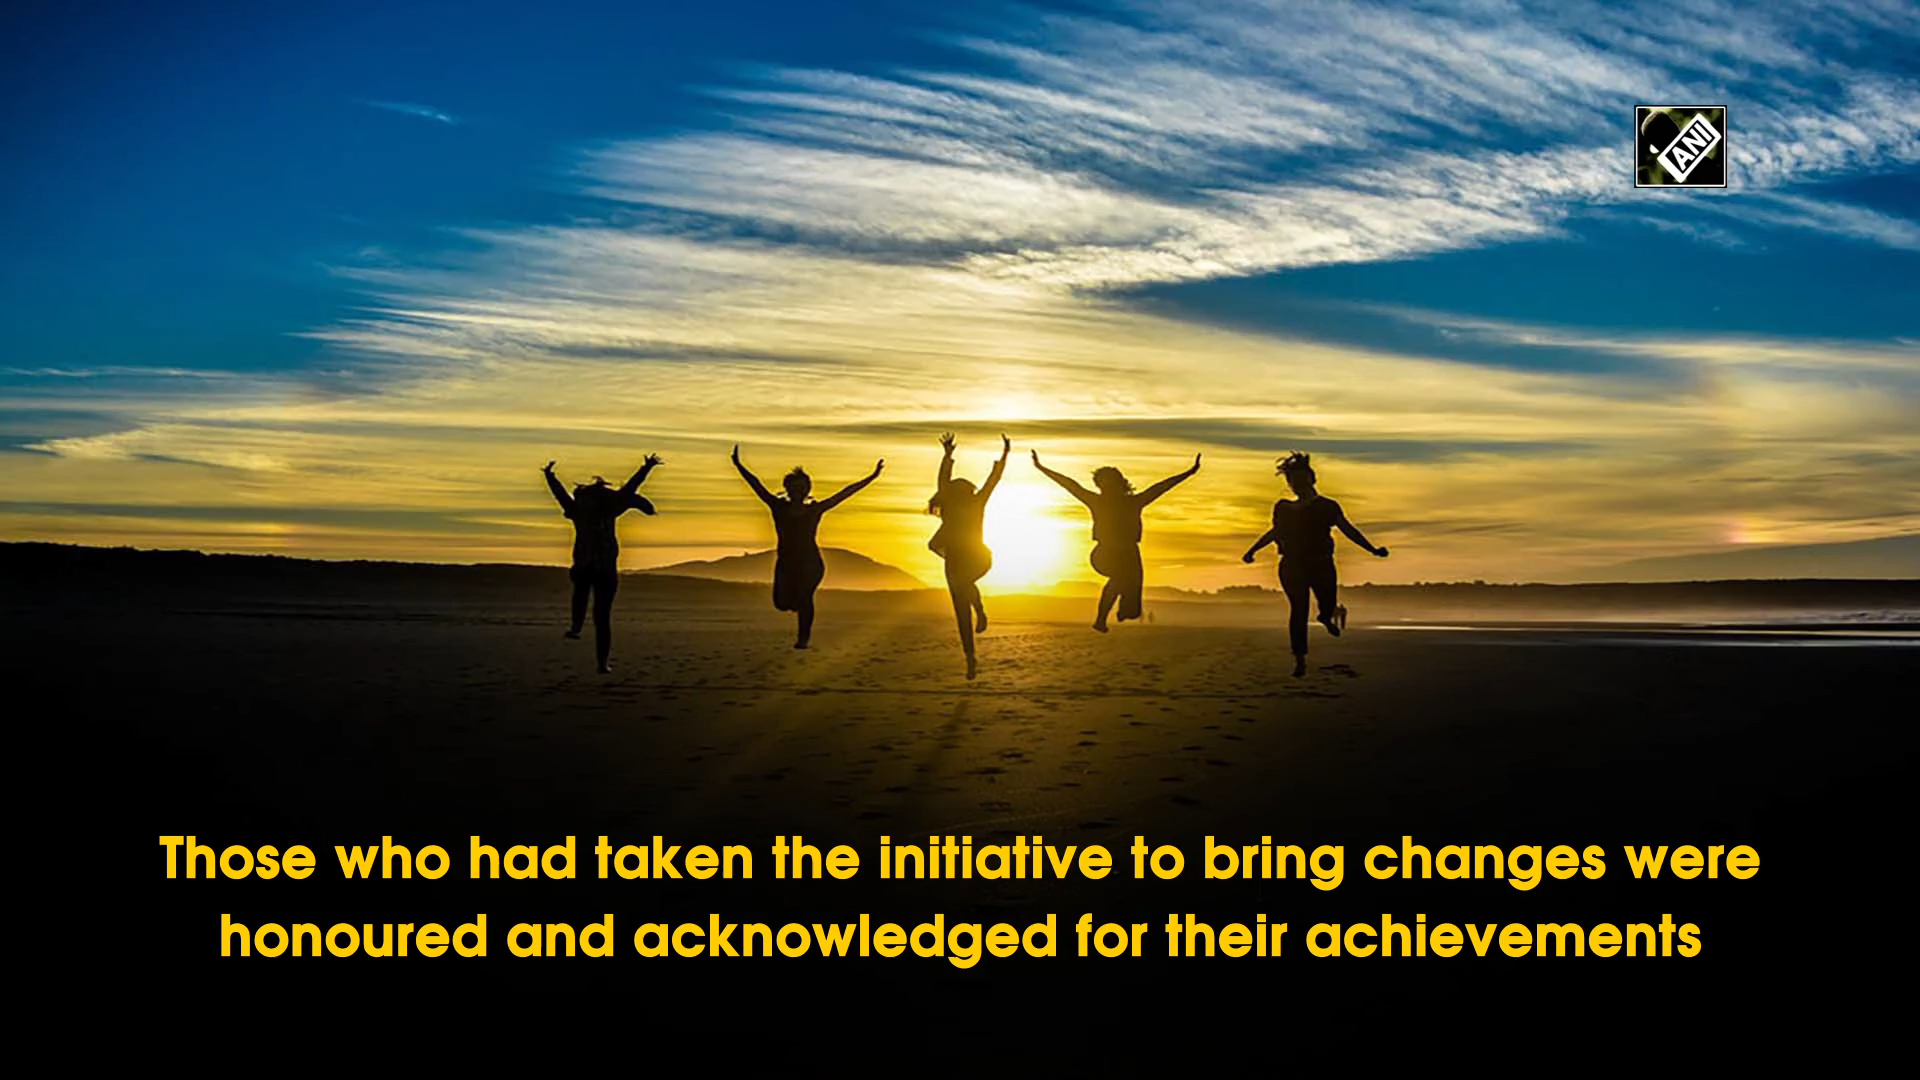 ANI
Those who had taken the initiative to bring changes were
honoured and acknowledged for their achievements